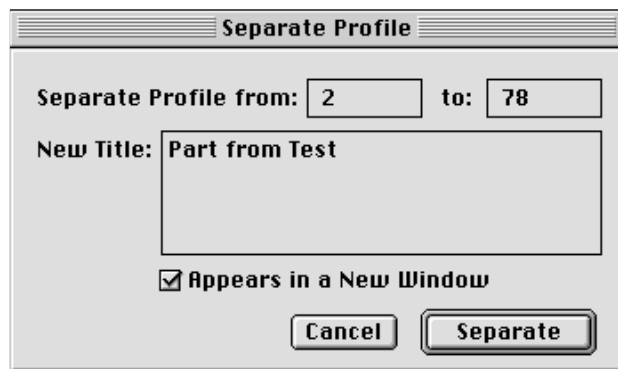 Separate Profile
Separate Profile from: 2 to: 78
New Title: Part from Test
Appears in a New Window
Cancel Separate